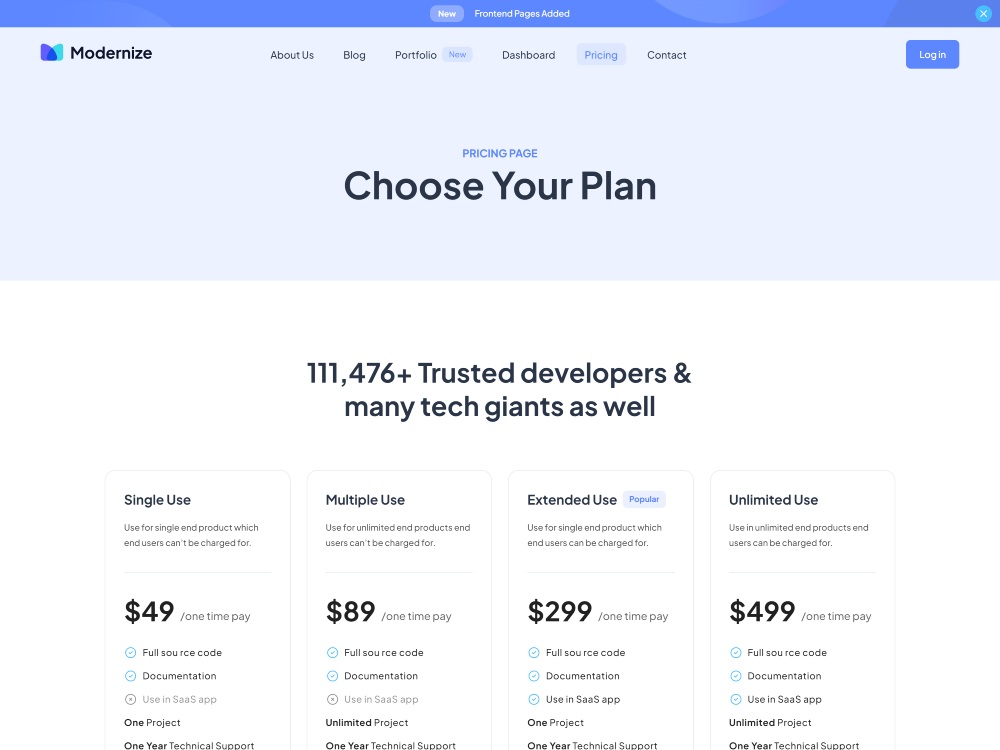 New Frontend Pages Added
Modernize
About Us Blog Portfolio New Dashboard Pricing Contact
Log in
PRICING PAGE
Choose Your Plan
111,476+ Trusted developers &
many tech giants as well
Single Use
Use for single end product which
end users can't be charged for.
$49 /one time pay
Full sou rce code
Documentation
Use in SaaS app
One Project
One Year Technical Support
Multiple Use
Use for unlimited end products end
users can't be charged for.
$89 /one time pay
Full sou rce code
Documentation
Use in SaaS app
Unlimited Project
One Year Technical Support
Extended Use Popular
Use for single end product which
end users can be charged for.
$299 /one time pay
Full sou rce code
Documentation
Use in SaaS app
One Project
One Year Technical Support
Unlimited Use
Use in unlimited end products end
users can be charged for.
$499 /one time pay
Full sou rce code
Documentation
Use in SaaS app
Unlimited Project
One Year Technical Support